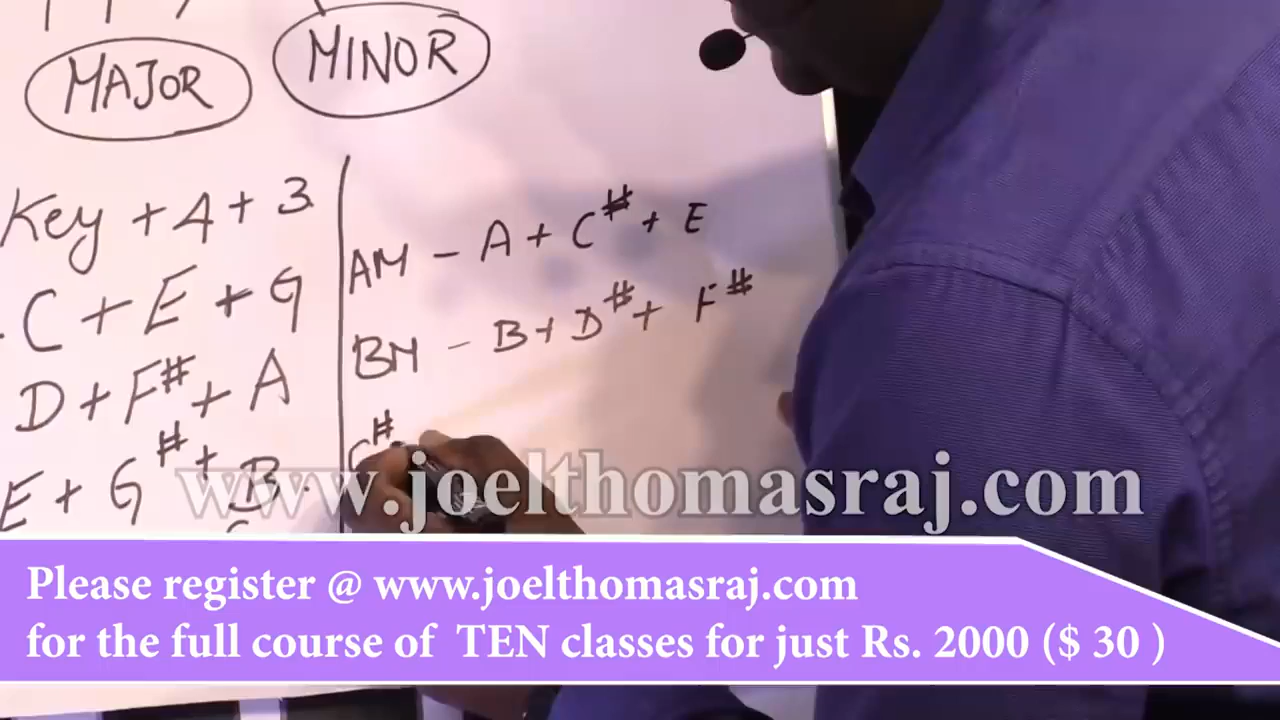 MAJOR
MINOR
Key + 4 + 3
C + E + G
D + F# + A
E + G# + B.
AM - A + C# + E
BM - B + D# + F#
C#
www.joelthomasraj.com
Please register @ www.joelthomasraj.com
for the full course of TEN classes for just Rs. 2000 ($ 30 )